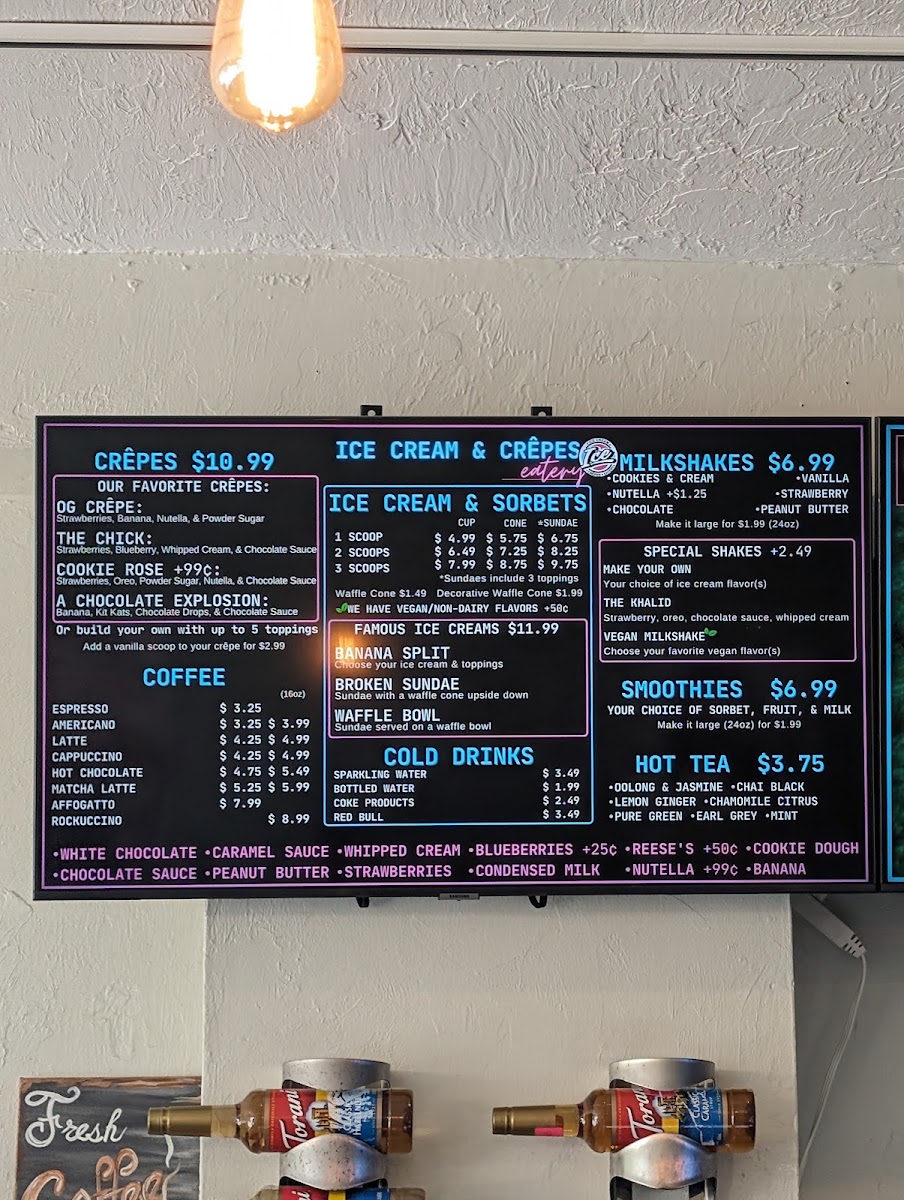 CRÊPES $10.99
OUR FAVORITE CRÊPES:
OG CRÊPE:
Strawberries, Banana, Nutella, & Powder Sugar
THE CHICK:
Strawberries, Blueberry, Whipped Cream, & Chocolate Sauce
COOKIE ROSE +99¢:
Strawberries, Oreo, Powder Sugar, Nutella, & Chocolate Sauce
A CHOCOLATE EXPLOSION:
Banana, Kit Kats, Chocolate Drops, & Chocolate Sauce
Or build your own with up to 5 toppings
Add a vanilla scoop to your crêpe for $2.99
COFFEE
(16oz)
ESPRESSO $ 3.25
AMERICANO $ 3.25 $ 3.99
LATTE $ 4.25 $ 4.99
CAPPUCCINO $ 4.25 $ 4.99
HOT CHOCOLATE $ 4.75 $ 5.49
MATCHA LATTE $ 5.25 $ 5.99
AFFOGATTO $ 7.99
ROCKUCCINO $ 8.99
ICE CREAM & CRÊPES
eatery
Ice
ICE CREAM & SORBETS
CUP CONE *SUNDAE
1 SCOOP $ 4.99 $ 5.75 $ 6.75
2 SCOOPS $ 6.49 $ 7.25 $ 8.25
3 SCOOPS $ 7.99 $ 8.75 $ 9.75
*Sundaes include 3 toppings
Waffle Cone $1.49 Decorative Waffle Cone $1.99
WE HAVE VEGAN/NON-DAIRY FLAVORS +50¢
FAMOUS ICE CREAMS $11.99
BANANA SPLIT
Choose your ice cream & toppings
BROKEN SUNDAE
Sundae with a waffle cone upside down
WAFFLE BOWL
Sundae served on a waffle bowl
COLD DRINKS
SPARKLING WATER $ 3.49
BOTTLED WATER $ 1.99
COKE PRODUCTS $ 2.49
RED BULL $ 3.49
MILKSHAKES $6.99
•COOKIES & CREAM •VANILLA
•NUTELLA +$1.25 •STRAWBERRY
•CHOCOLATE •PEANUT BUTTER
Make it large for $1.99 (24oz)
SPECIAL SHAKES +2.49
MAKE YOUR OWN
Your choice of ice cream flavor(s)
THE KHALID
Strawberry, oreo, chocolate sauce, whipped cream
VEGAN MILKSHAKE
Choose your favorite vegan flavor(s)
SMOOTHIES $6.99
YOUR CHOICE OF SORBET, FRUIT, & MILK
Make it large (24oz) for $1.99
HOT TEA $3.75
•OOLONG & JASMINE •CHAI BLACK
•LEMON GINGER •CHAMOMILE CITRUS
•PURE GREEN •EARL GREY •MINT
•WHITE CHOCOLATE •CARAMEL SAUCE •WHIPPED CREAM •BLUEBERRIES +25¢ •REESE'S +50¢ •COOKIE DOUGH
•CHOCOLATE SAUCE •PEANUT BUTTER •STRAWBERRIES •CONDENSED MILK •NUTELLA +99¢ •BANANA
Fresh
Coffee
Torani
Torani
CLASSIC
CARAMEL